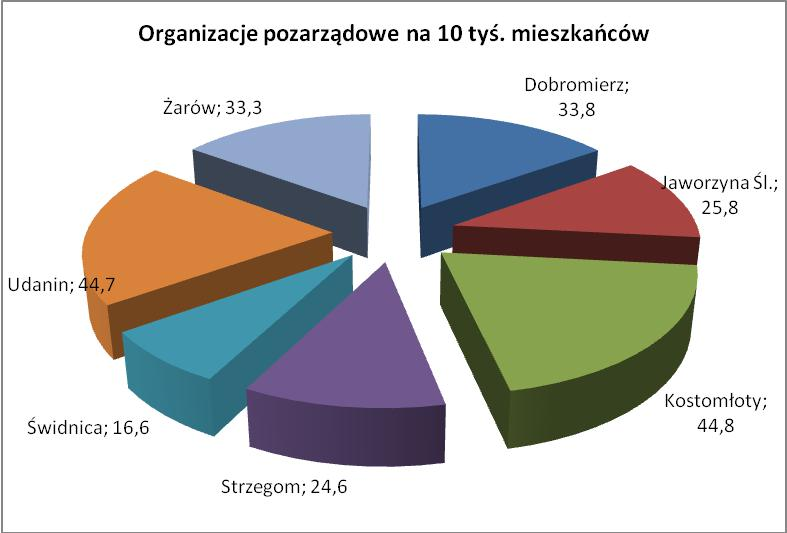 Organizacje pozarządowe na 10 tyś. mieszkańców
Dobromierz;
33,8
Żarów; 33,3
Jaworzyna Śl.;
25,8
Udanin; 44,7
Kostomłoty;
44,8
Świdnica; 16,6
Strzegom; 24,6